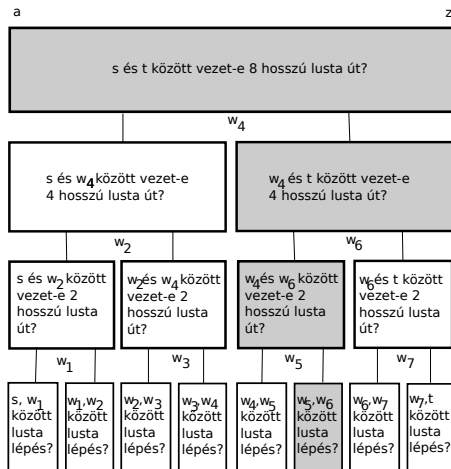 a z
s és t között vezet-e 8 hosszú lusta út?
w4
s és w4 között vezet-e
4 hosszú lusta út?
w4 és t között vezet-e
4 hosszú lusta út?
w2
w6
s és w2 között
vezet-e 2
hosszú lusta
út?
w2 és w4 között
vezet-e 2
hosszú lusta
út?
w4 és w6 között
vezet-e 2
hosszú lusta
út?
w6 és t között
vezet-e 2
hosszú lusta
út?
w1
w3
w5
w7
s, w1
között
lusta
lépés?
w1,w2
között
lusta
lépés?
w2,w3
között
lusta
lépés?
w3,w4
között
lusta
lépés?
w4,w5
között
lusta
lépés?
w5,w6
között
lusta
lépés?
w6,w7
között
lusta
lépés?
w7,t
között
lusta
lépés?